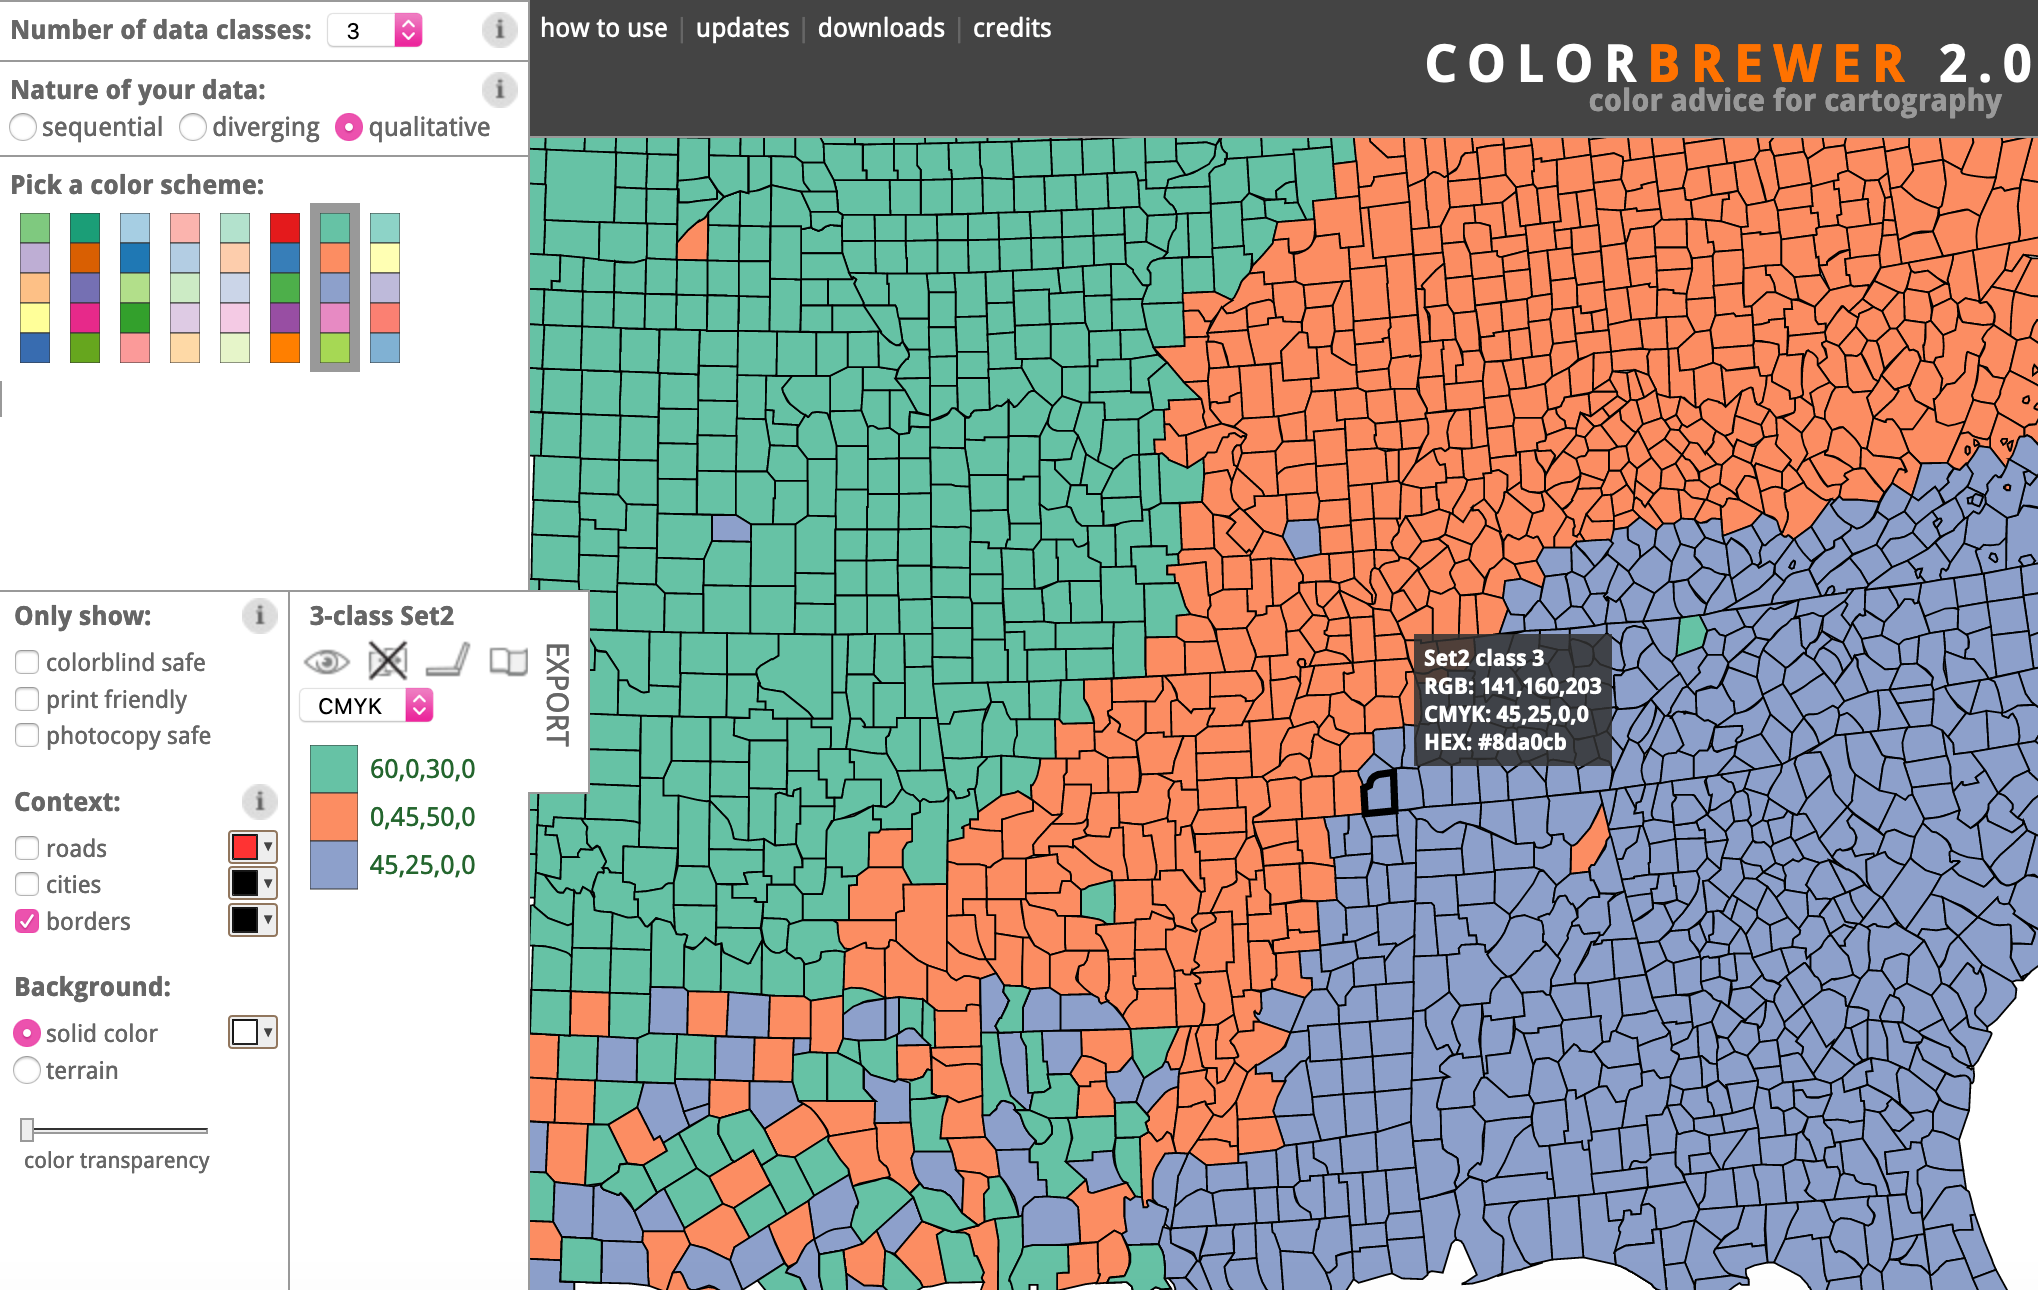 Number of data classes: 3 i
how to use | updates | downloads | credits
COLORBREWER 2.0
color advice for cartography
Nature of your data: i
sequential diverging qualitative
Pick a color scheme:
Only show: i
colorblind safe
print friendly
photocopy safe
Context: i
roads
cities
borders
Background:
solid color
terrain
color transparency
3-class Set2
CMYK
60,0,30,0
0,45,50,0
45,25,0,0
EXPORT
Set2 class 3
RGB: 141,160,203
CMYK: 45,25,0,0
HEX: #8da0cb